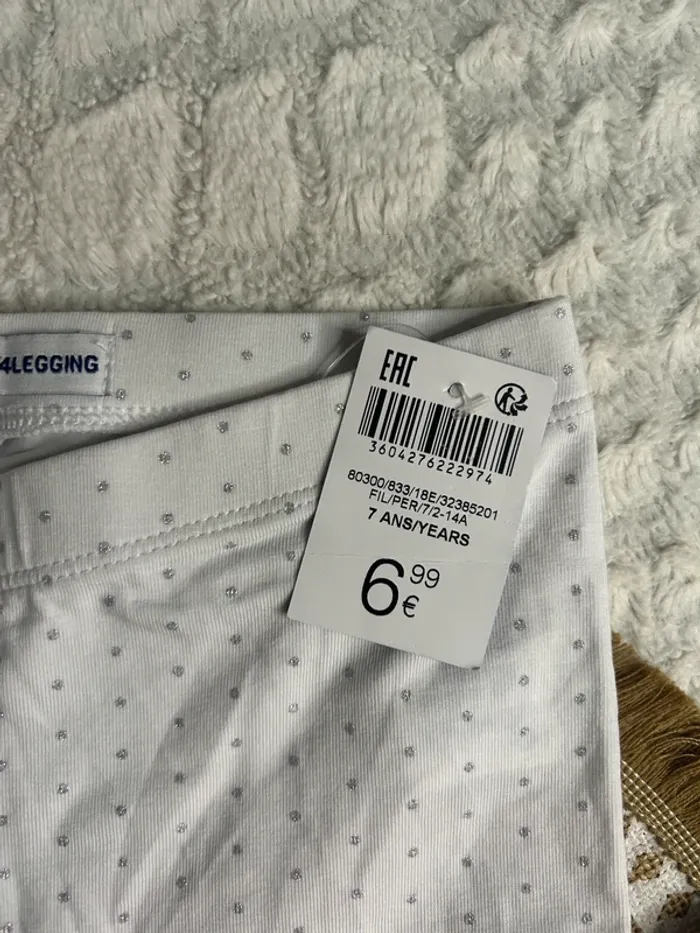 4LEGGING
EAC
3604276222974
80300/833/18E/32385201
FIL/PER/7/2-14A
7 ANS/YEARS
6 99
€